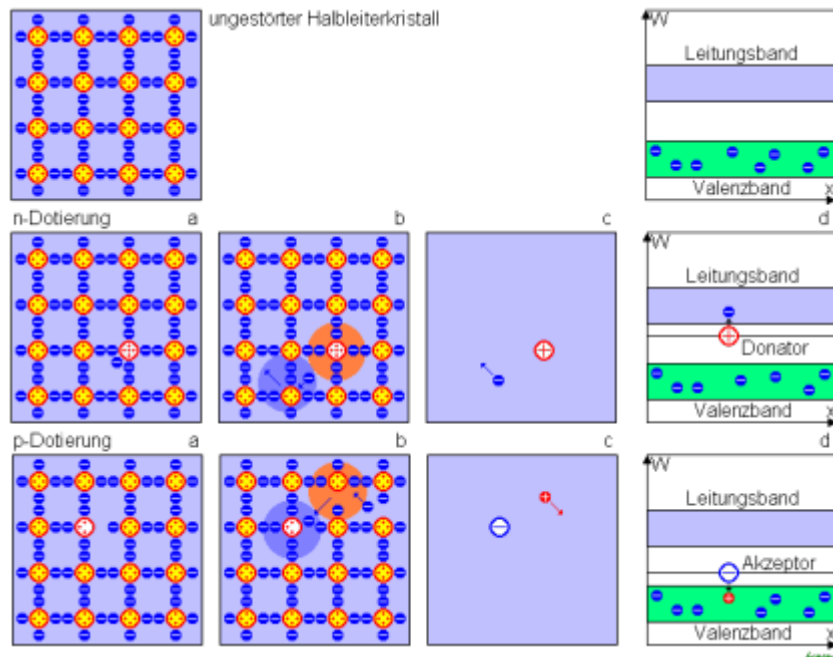 ungestörter Halbleiterkristall
W
Leitungsband
Valenzband x
n-Dotierung a b c d
W
Leitungsband
Donator
Valenzband x
p-Dotierung a b c d
W
Leitungsband
Akzeptor
Valenzband x